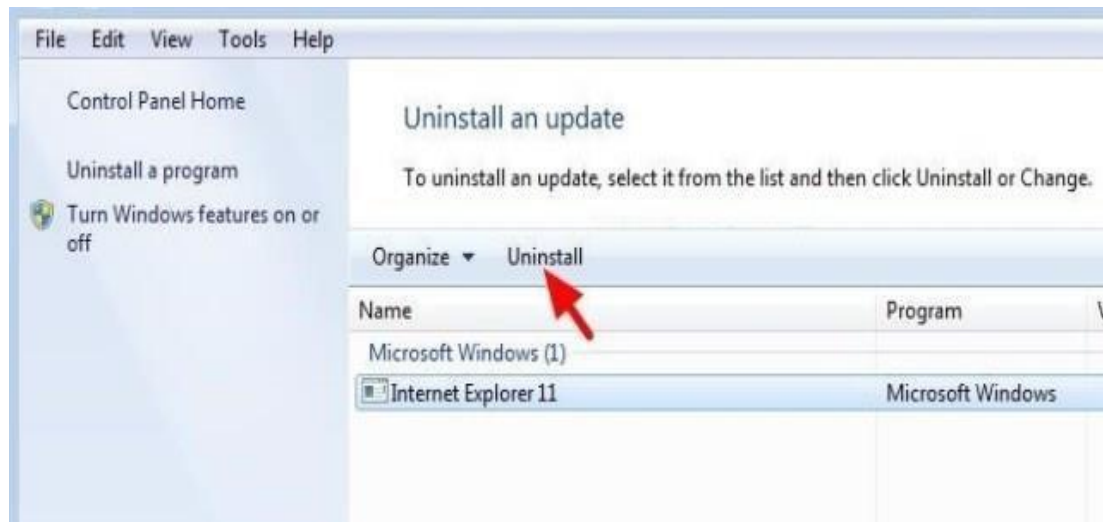 File Edit View Tools Help
Control Panel Home
Uninstall a program
Turn Windows features on or
off
Uninstall an update
To uninstall an update, select it from the list and then click Uninstall or Change.
Organize Uninstall
Name Program
Microsoft Windows (1)
Internet Explorer 11 Microsoft Windows